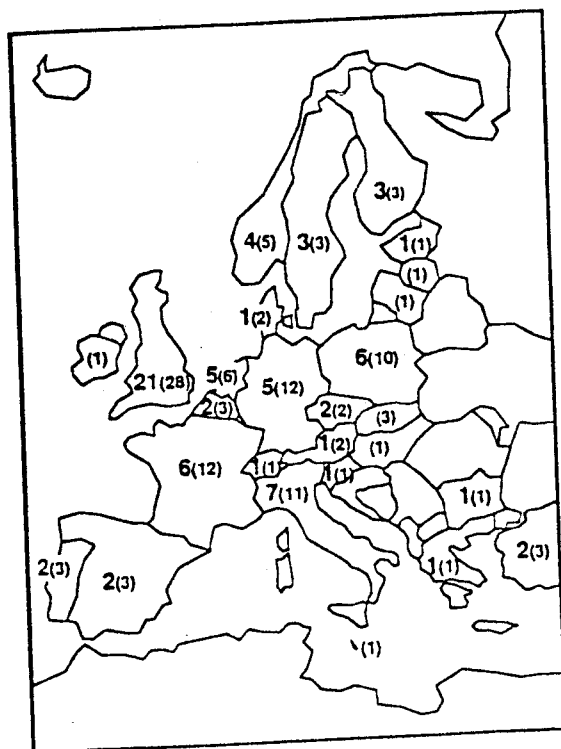 3(3)
4(5) 3(3) 1(1)
(1)
(1)
1(2)
(1) 21(28) 5(6) 5(12) 6(10)
2(3) 2(2) (3)
1(2) (1)
6(12) 1(1) 1(1)
7(11) 1(1)
2(3) 2(3) 1(1) 2(3)
(1)